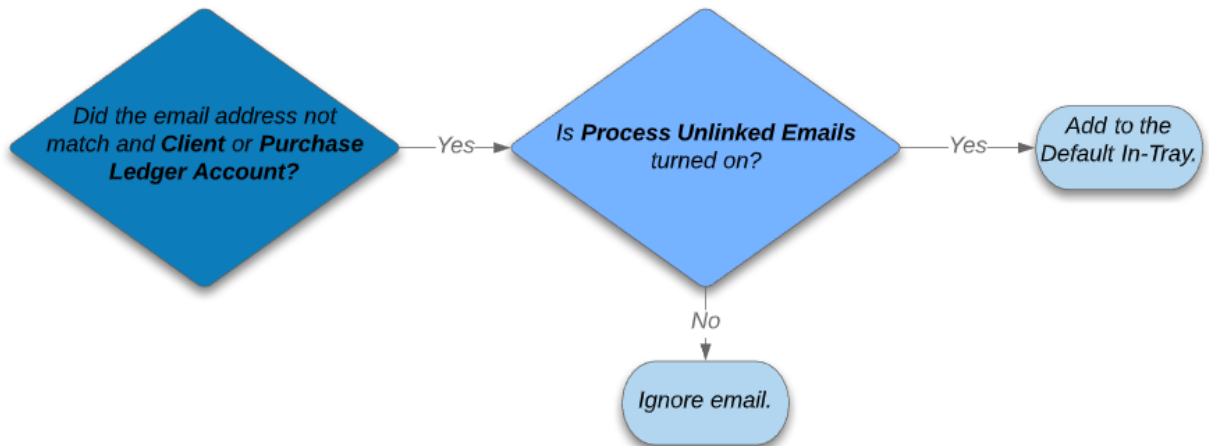 Did the email address not
match and Client or Purchase
Ledger Account?
Yes
Is Process Unlinked Emails
turned on?
Yes
Add to the
Default In-Tray.
No
Ignore email.